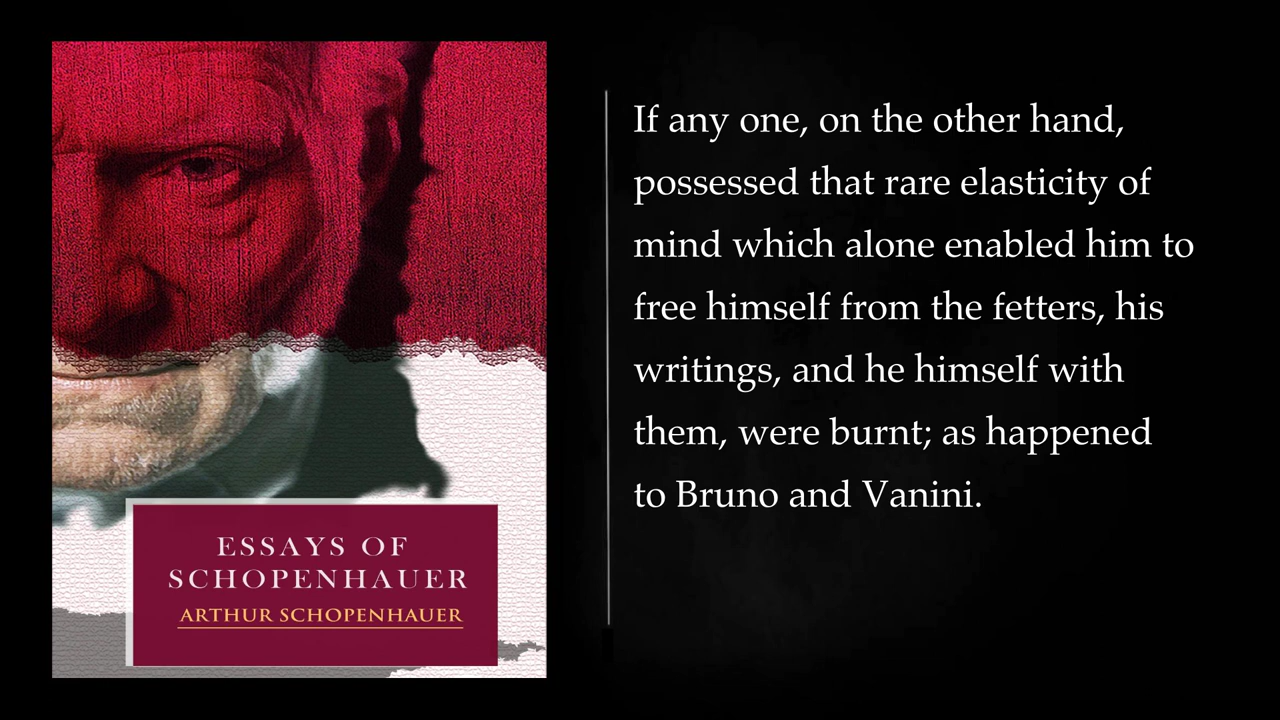 ESSAYS OF
SCHOPENHAUER
ARTHUR SCHOPENHAUER
If any one, on the other hand,
possessed that rare elasticity of
mind which alone enabled him to
free himself from the fetters, his
writings, and he himself with
them, were burnt; as happened
to Bruno and Vanini.